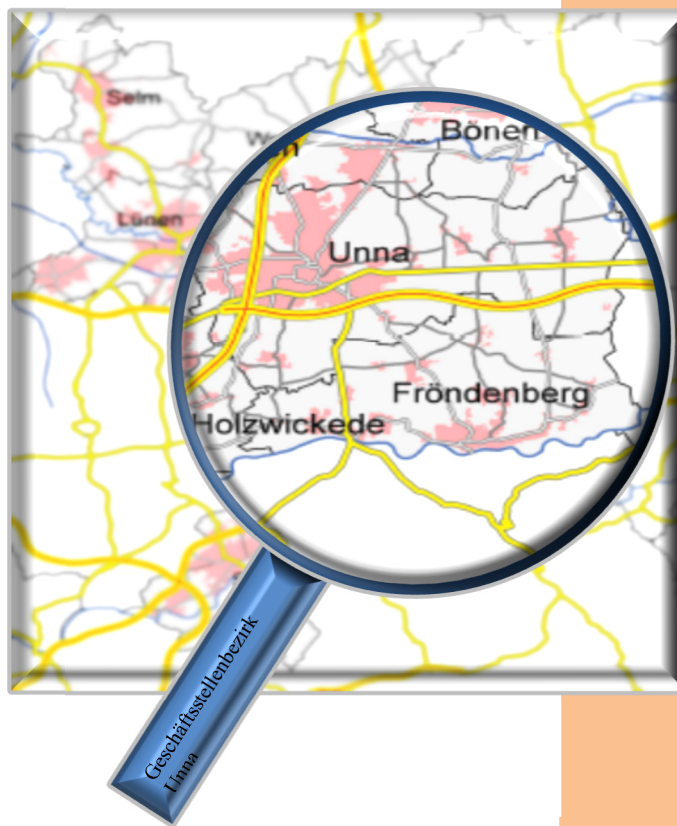 Selm
Bönen
Lünen
Unna
Fröndenberg
Holzwickede
Geschäftsstellenbezirk
Unna